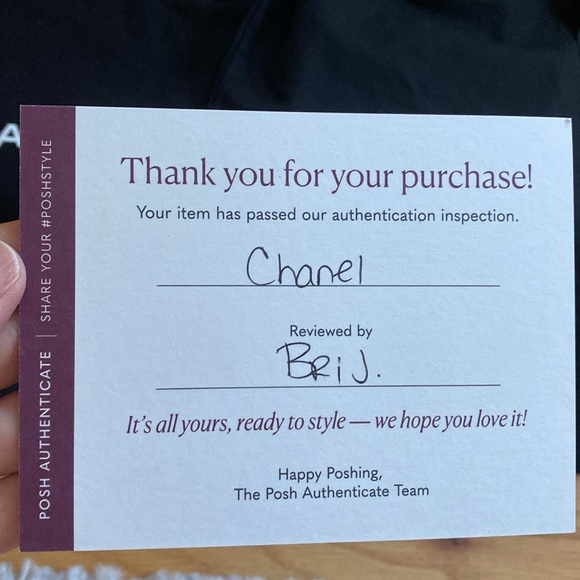 A
Thank you for your purchase!
Your item has passed our authentication inspection.
Chanel
Reviewed by
Bri J.
It's all yours, ready to style — we hope you love it!
Happy Poshing,
The Posh Authenticate Team
POSH AUTHENTICATE | SHARE YOUR #POSHSTYLE